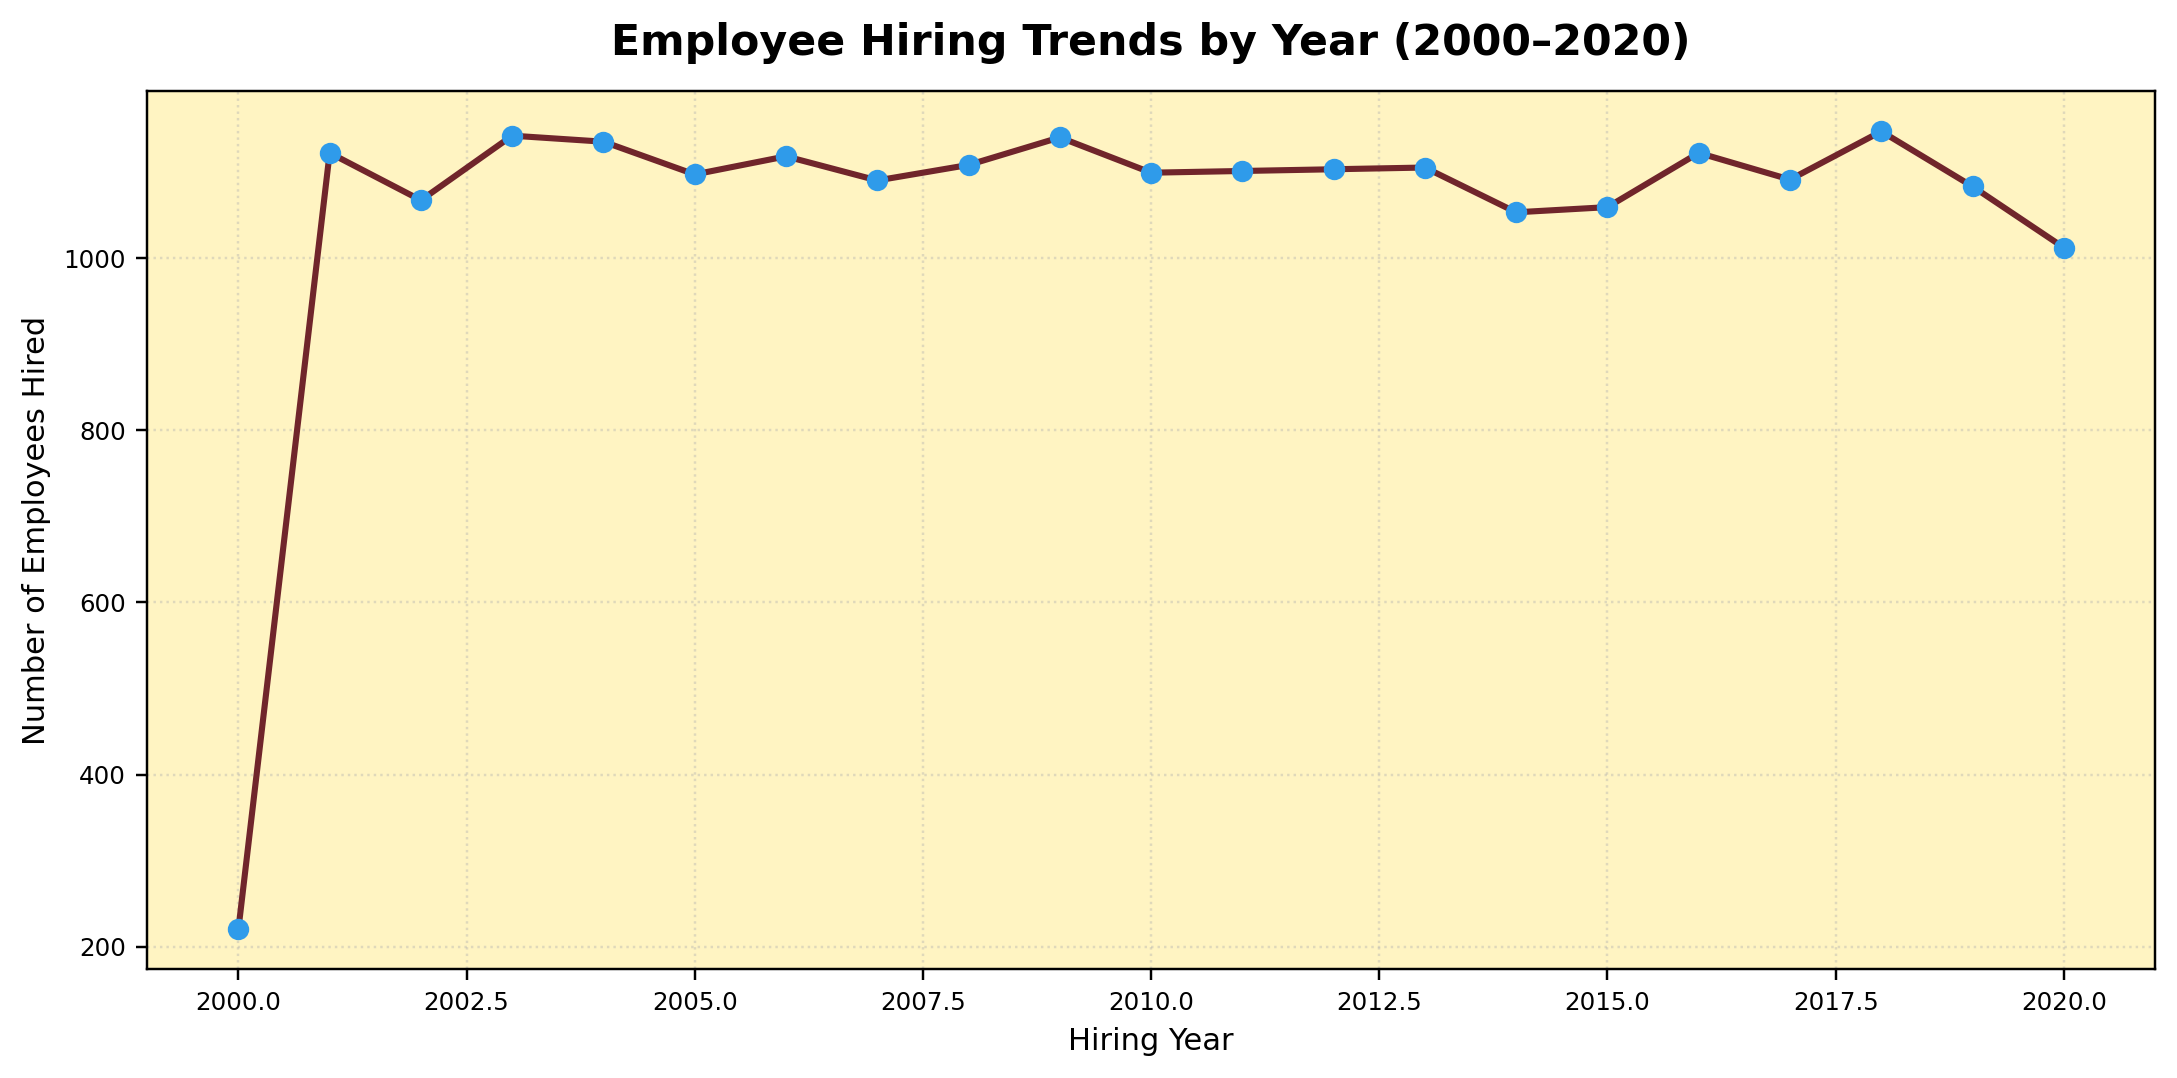 Employee Hiring Trends by Year (2000–2020)
Number of Employees Hired
1000
800
600
400
200
2000.0 2002.5 2005.0 2007.5 2010.0 2012.5 2015.0 2017.5 2020.0
Hiring Year